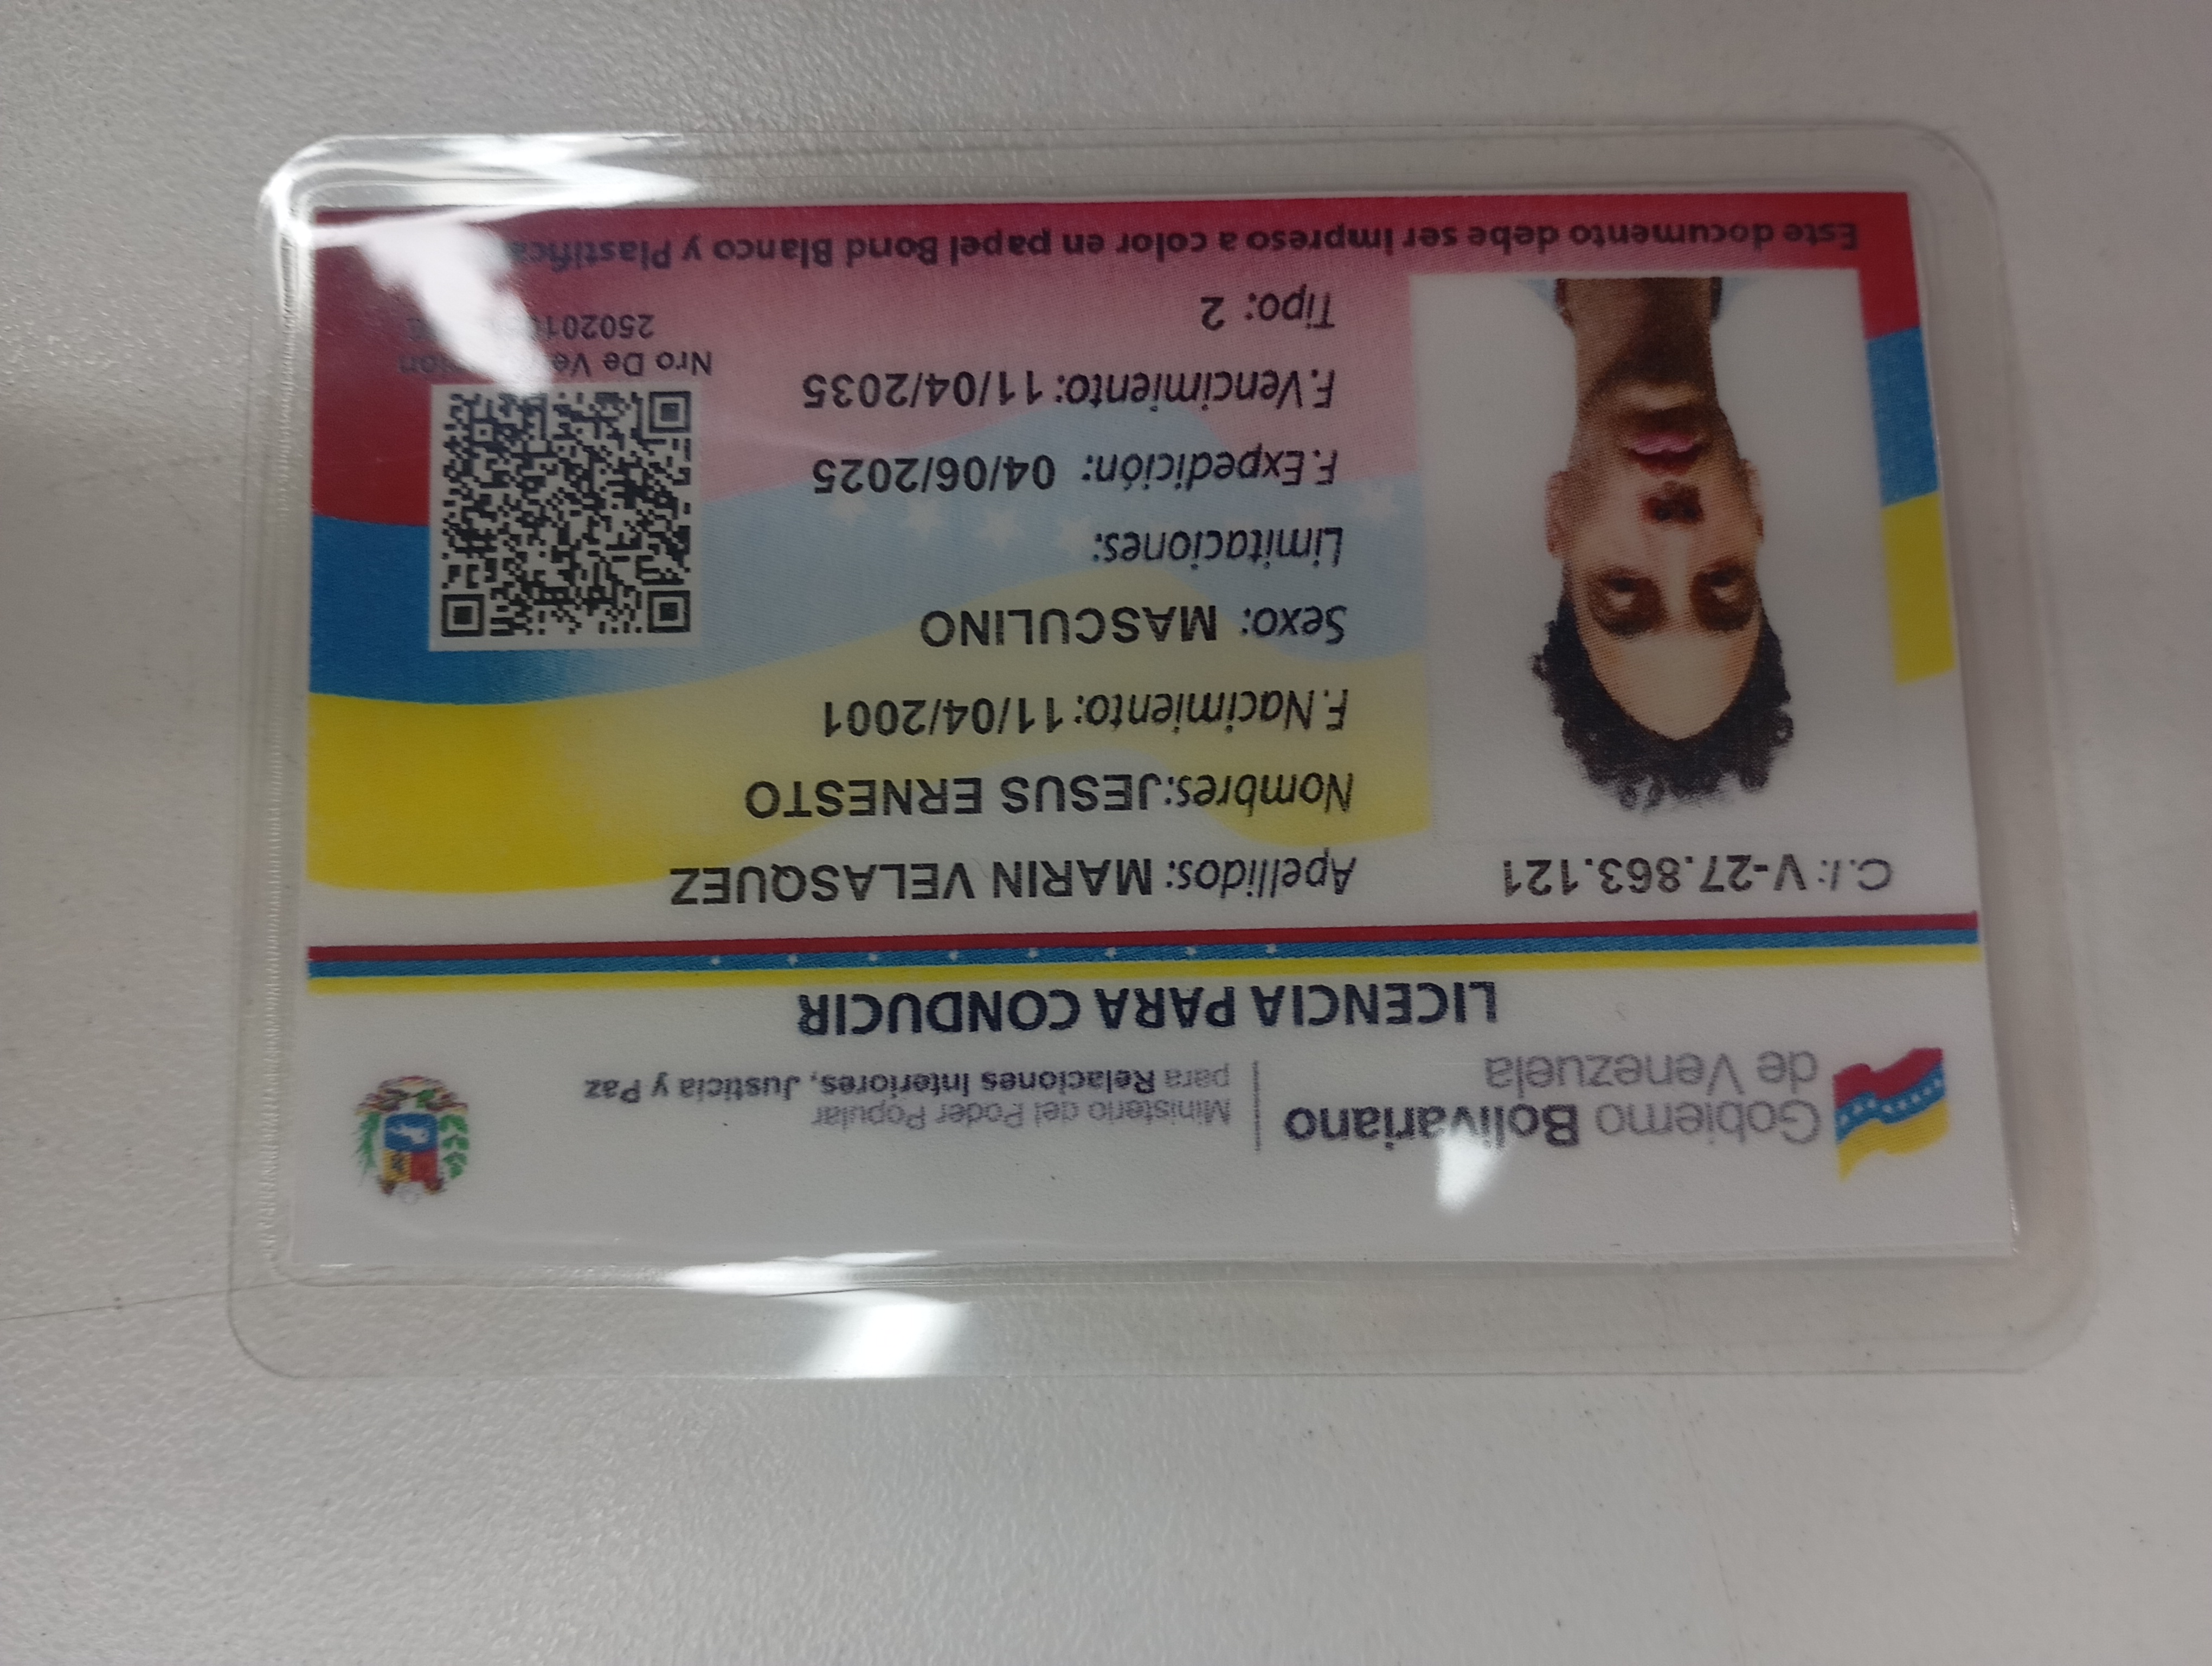 Gobierno Bolivariano
de Venezuela
Ministerio del Poder Popular
para Relaciones Interiores, Justicia y Paz
LICENCIA PARA CONDUCIR
C.I: V-27.863.121
Apellidos: MARIN VELASQUEZ
Nombres: JESUS ERNESTO
F.Nacimiento: 11/04/2001
Sexo: MASCULINO
Limitaciones:
F.Expedición: 04/06/2025
F.Vencimiento: 11/04/2035
Tipo: 2
Nro De
Este documento debe ser impreso a color en papel Bond Blanco y